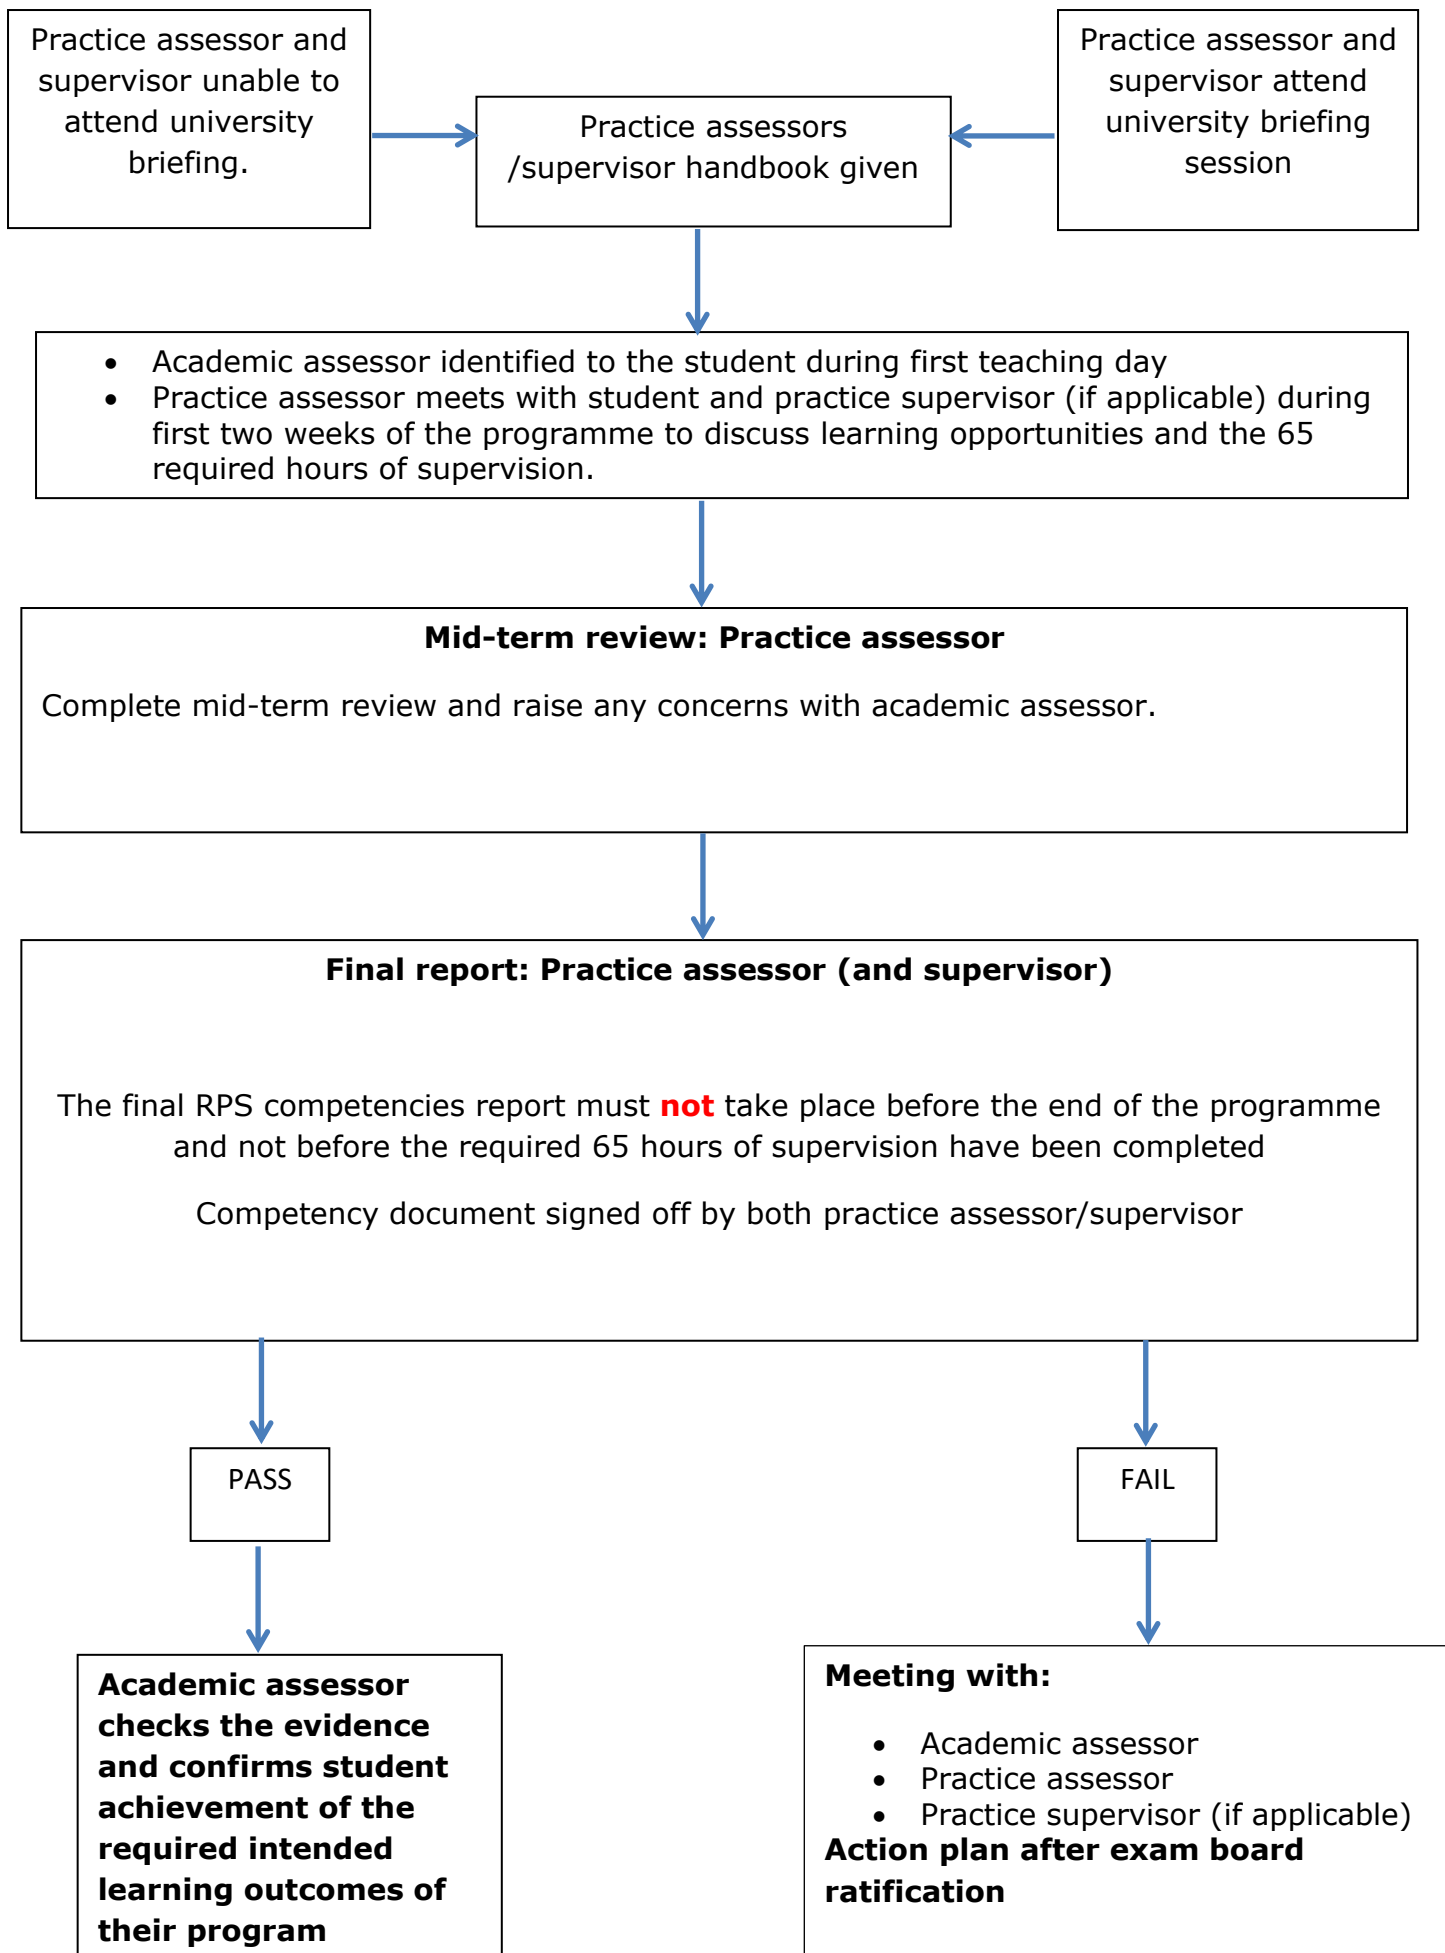 Practice assessor and
supervisor unable to
attend university
briefing.
Practice assessors
/supervisor handbook given
Practice assessor and
supervisor attend
university briefing
session
• Academic assessor identified to the student during first teaching day
• Practice assessor meets with student and practice supervisor (if applicable) during
first two weeks of the programme to discuss learning opportunities and the 65
required hours of supervision.
Mid-term review: Practice assessor
Complete mid-term review and raise any concerns with academic assessor.
Final report: Practice assessor (and supervisor)
The final RPS competencies report must not take place before the end of the programme
and not before the required 65 hours of supervision have been completed
Competency document signed off by both practice assessor/supervisor
PASS
FAIL
Academic assessor
checks the evidence
and confirms student
achievement of the
required intended
learning outcomes of
their program
Meeting with:
• Academic assessor
• Practice assessor
• Practice supervisor (if applicable)
Action plan after exam board
ratification